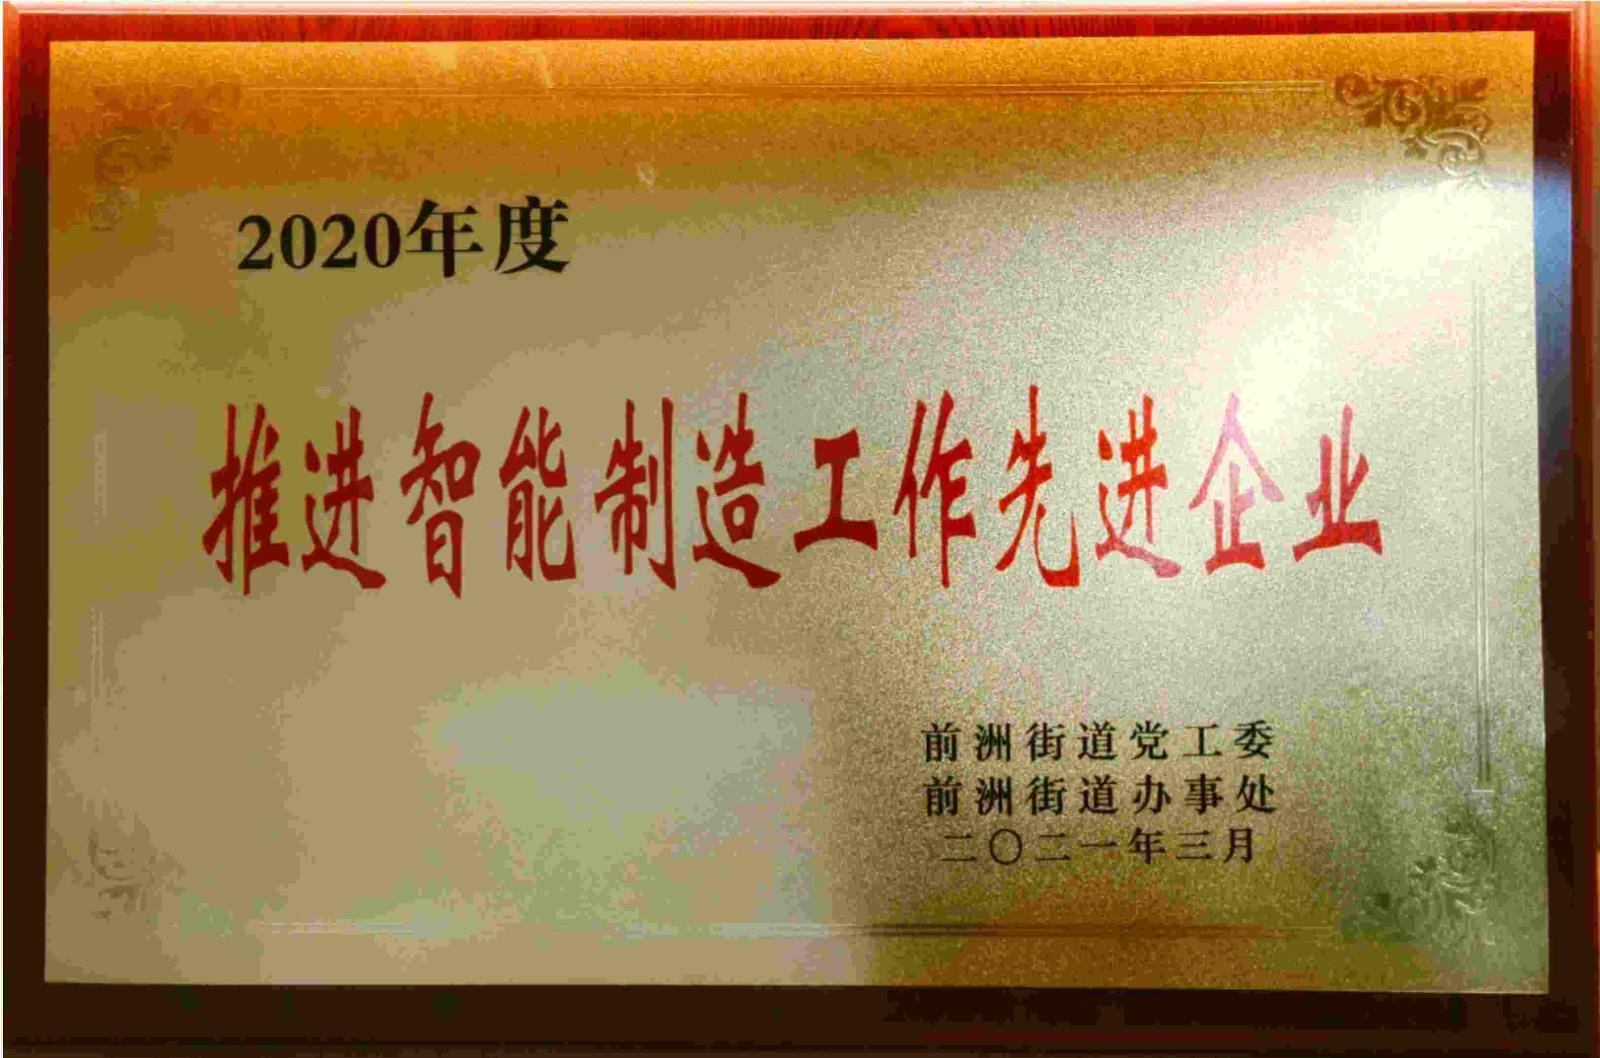 2020年度
推进智能制造工作先进企业
前洲街道党工委
前洲街道办事处
二〇二一年三月